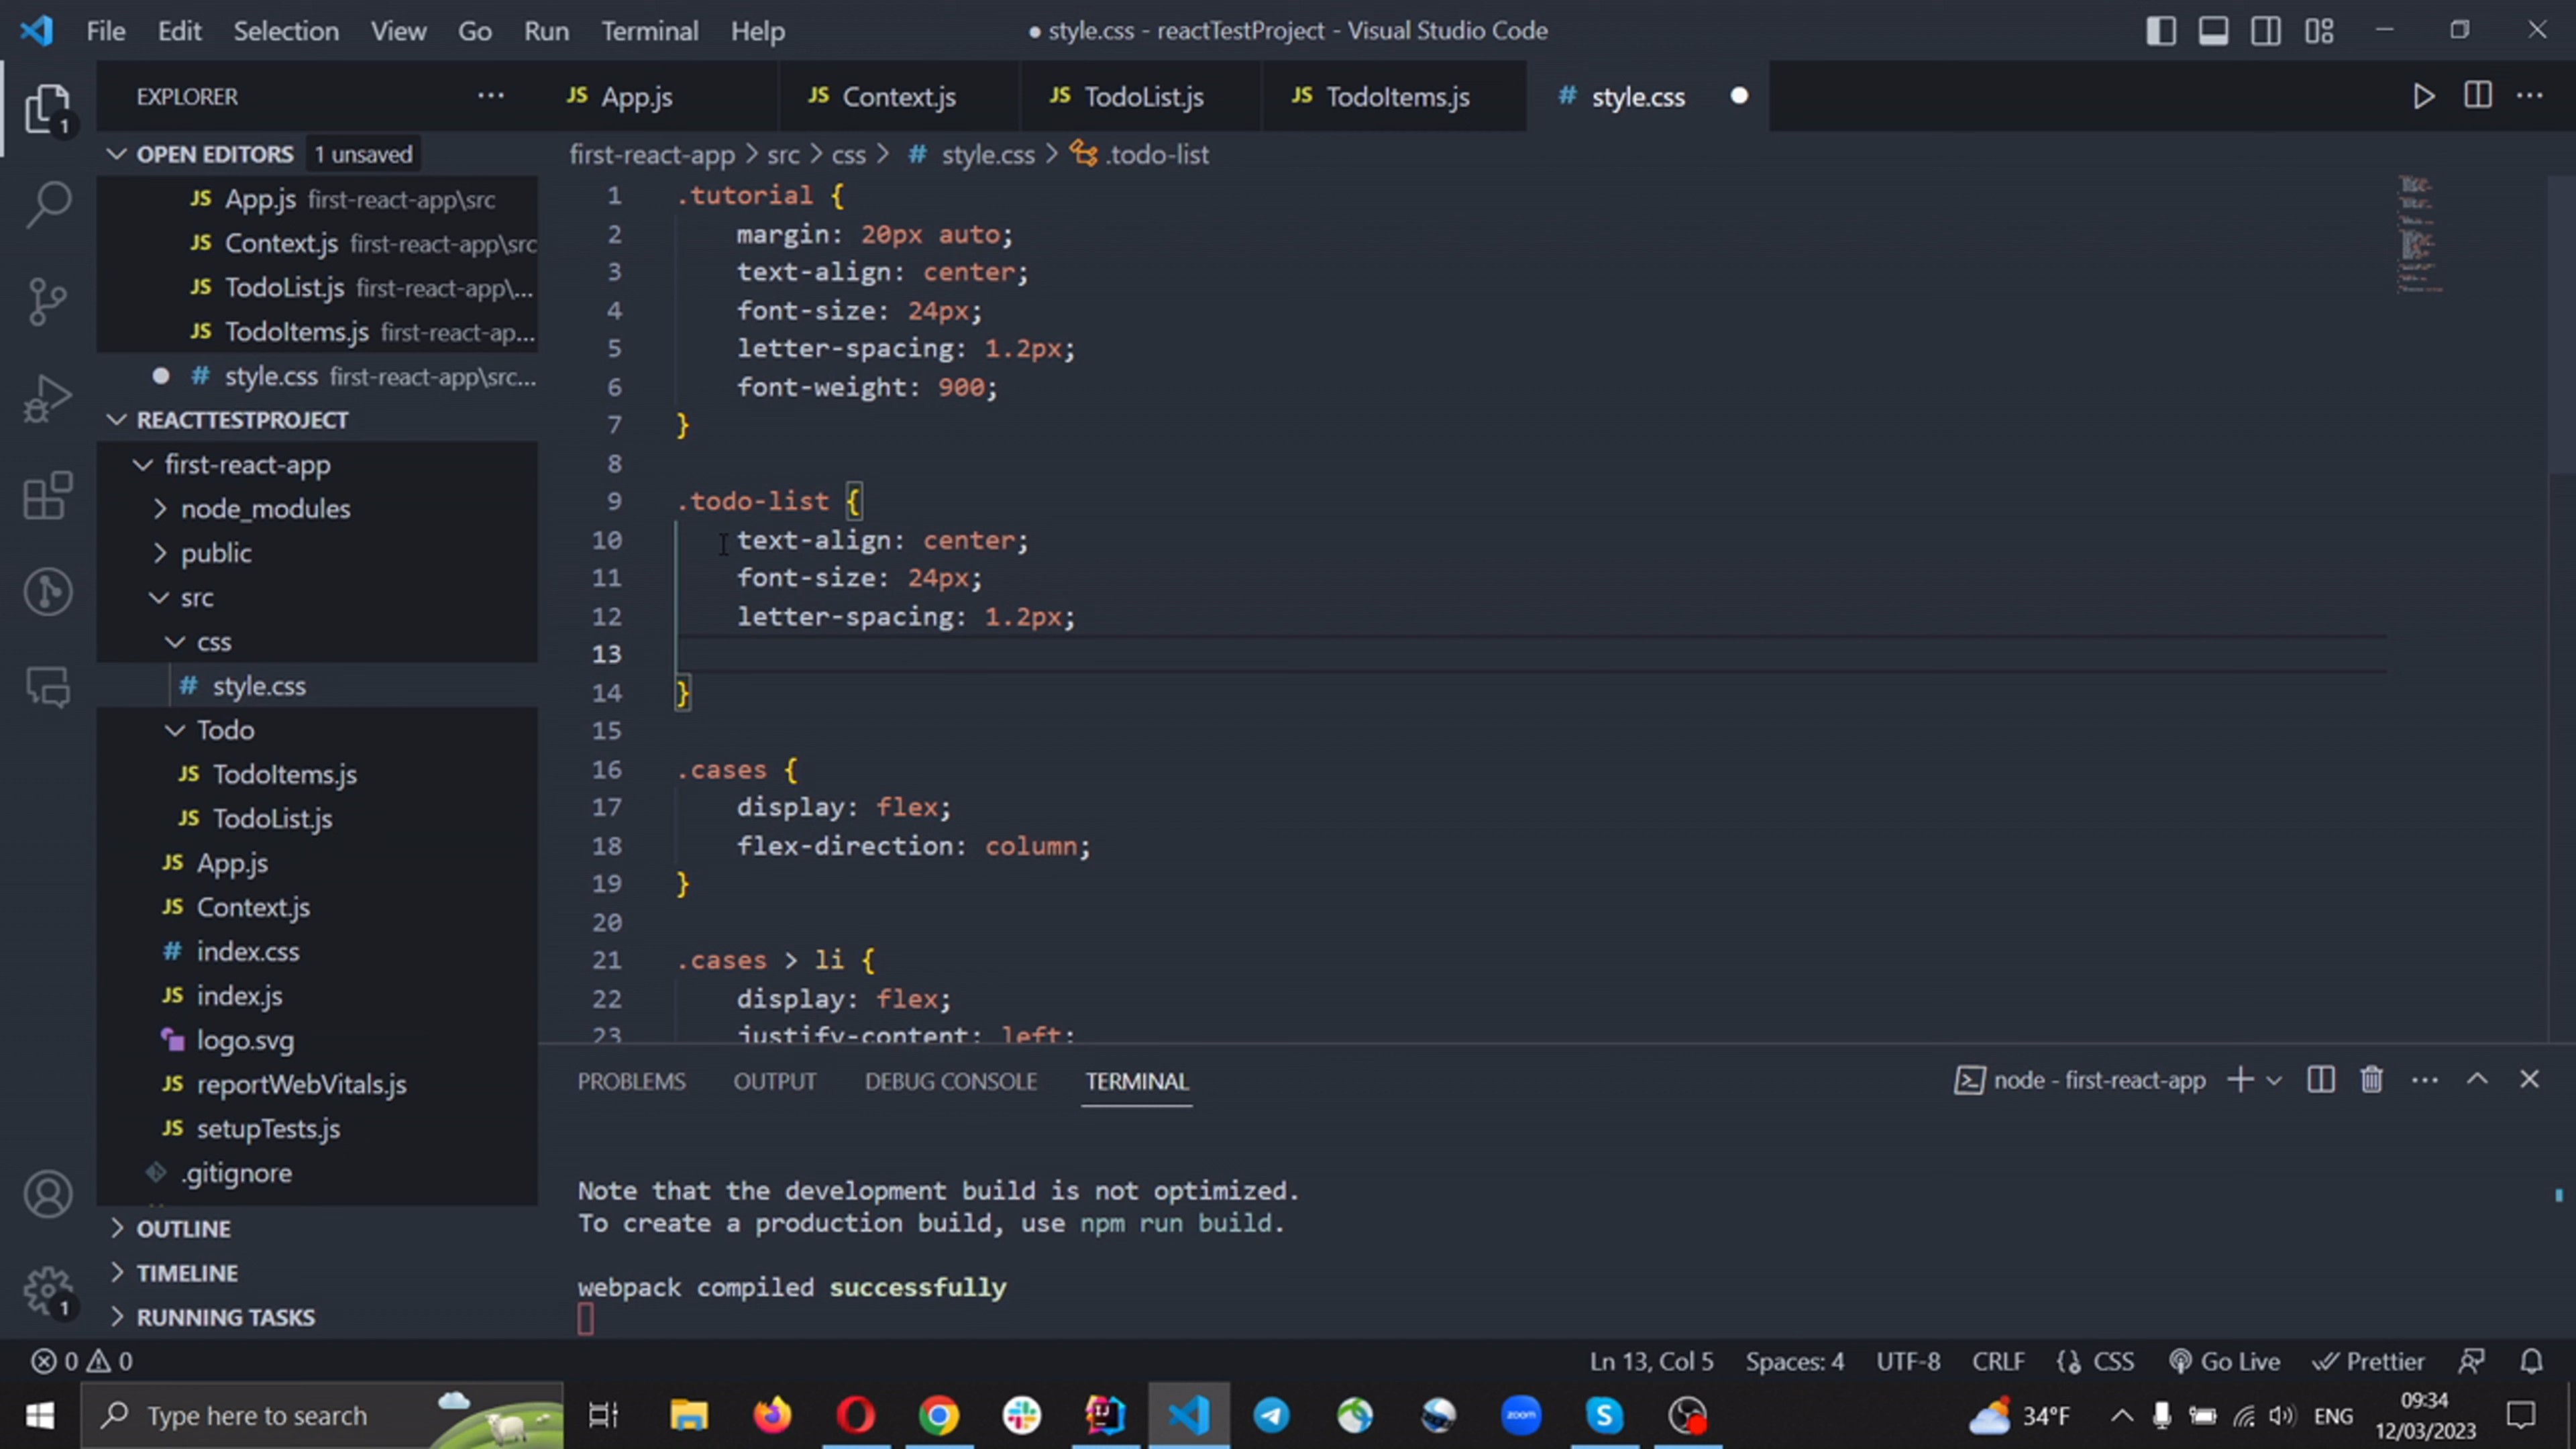 File Edit Selection View Go Run Terminal Help
● style.css - reactTestProject - Visual Studio Code
1
EXPLORER ···
JS App.js
JS Context.js
JS TodoList.js
JS TodoItems.js
# style.css ●
OPEN EDITORS 1 unsaved
JS App.js first-react-app\src
JS Context.js first-react-app\src
JS TodoList.js first-react-app\...
JS TodoItems.js first-react-ap...
● # style.css first-react-app\src...
REACTTESTPROJECT
first-react-app
node_modules
public
src
css
# style.css
Todo
JS TodoItems.js
JS TodoList.js
JS App.js
JS Context.js
# index.css
JS index.js
logo.svg
JS reportWebVitals.js
JS setupTests.js
.gitignore
OUTLINE
TIMELINE
RUNNING TASKS
1
first-react-app > src > css > # style.css > .todo-list
1 .tutorial {
2 margin: 20px auto;
3 text-align: center;
4 font-size: 24px;
5 letter-spacing: 1.2px;
6 font-weight: 900;
7 }
8
9 .todo-list {
10 text-align: center;
11 font-size: 24px;
12 letter-spacing: 1.2px;
13
14 }
15
16 .cases {
17 display: flex;
18 flex-direction: column;
19 }
20
21 .cases > li {
22 display: flex;
23 justify-content: left;
PROBLEMS OUTPUT DEBUG CONSOLE TERMINAL
node - first-react-app
Note that the development build is not optimized.
To create a production build, use npm run build.
webpack compiled successfully
0 0
Ln 13, Col 5 Spaces: 4 UTF-8 CRLF CSS Go Live Prettier
Type here to search
zoom
34°F
ENG
09:34
12/03/2023